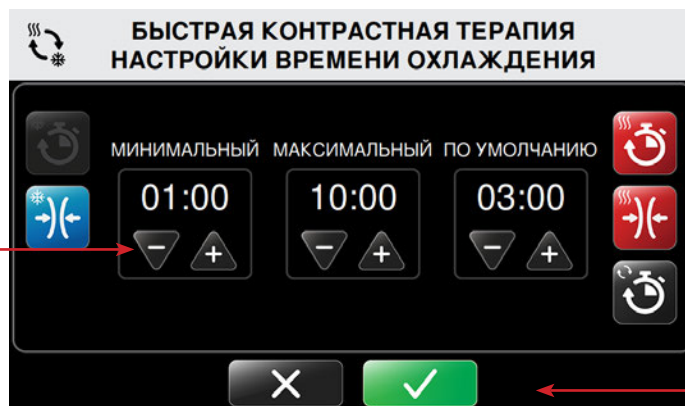 БЫСТРАЯ КОНТРАСТНАЯ ТЕРАПИЯ
НАСТРОЙКИ ВРЕМЕНИ ОХЛАЖДЕНИЯ
МИНИМАЛЬНЫЙ МАКСИМАЛЬНЫЙ ПО УМОЛЧАНИЮ
01:00 10:00 03:00
− + − + − +